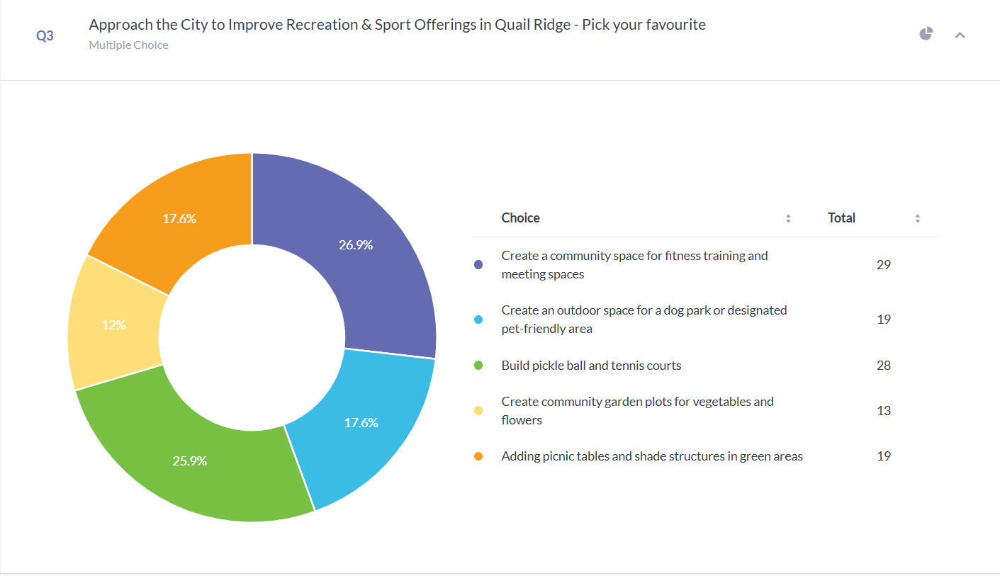 Q3
Approach the City to Improve Recreation & Sport Offerings in Quail Ridge - Pick your favourite
Multiple Choice
17.6%
26.9%
12%
17.6%
25.9%
Choice
Total
Create a community space for fitness training and
meeting spaces
29
Create an outdoor space for a dog park or designated
pet-friendly area
19
Build pickle ball and tennis courts
28
Create community garden plots for vegetables and
flowers
13
Adding picnic tables and shade structures in green areas
19